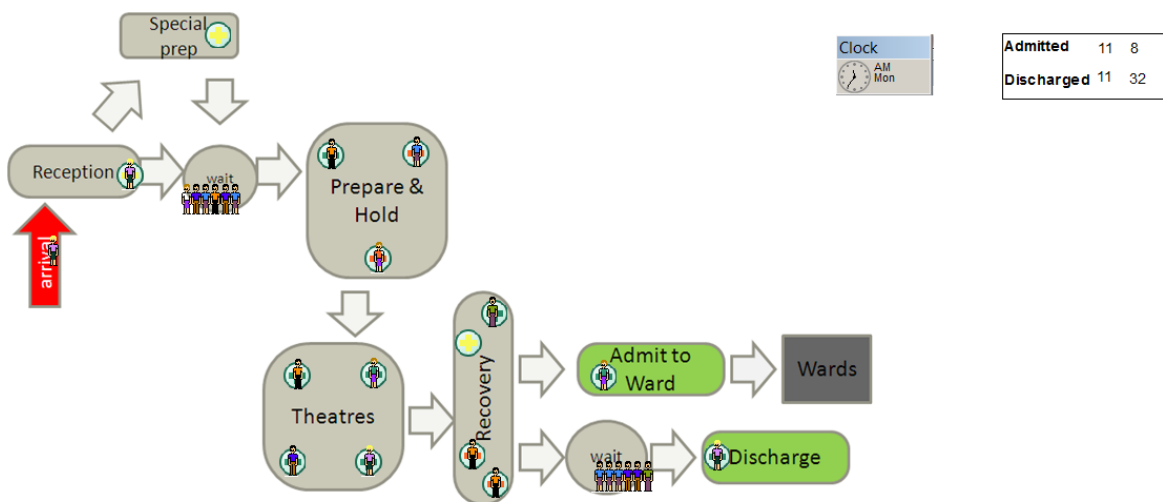 Special
prep
Clock
AM
Mon
Admitted 11 8
Discharged 11 32
Reception
wait
Prepare &
Hold
arrival
Theatres
Recovery
Admit to
Ward
Wards
wait
Discharge